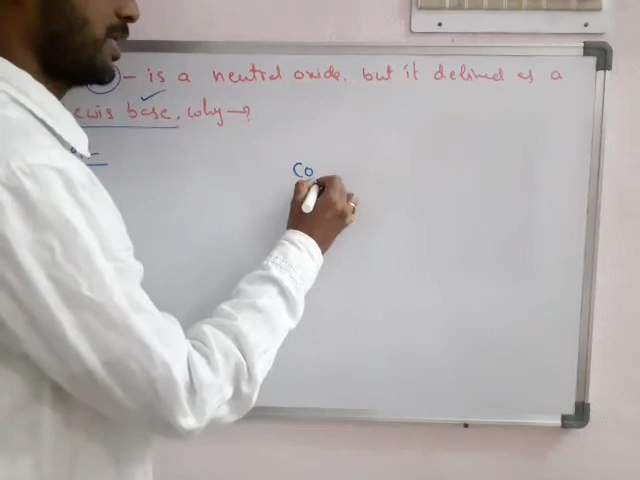 – is a neutral oxide. but it defined as a
ewis base, why →?
:–
Co